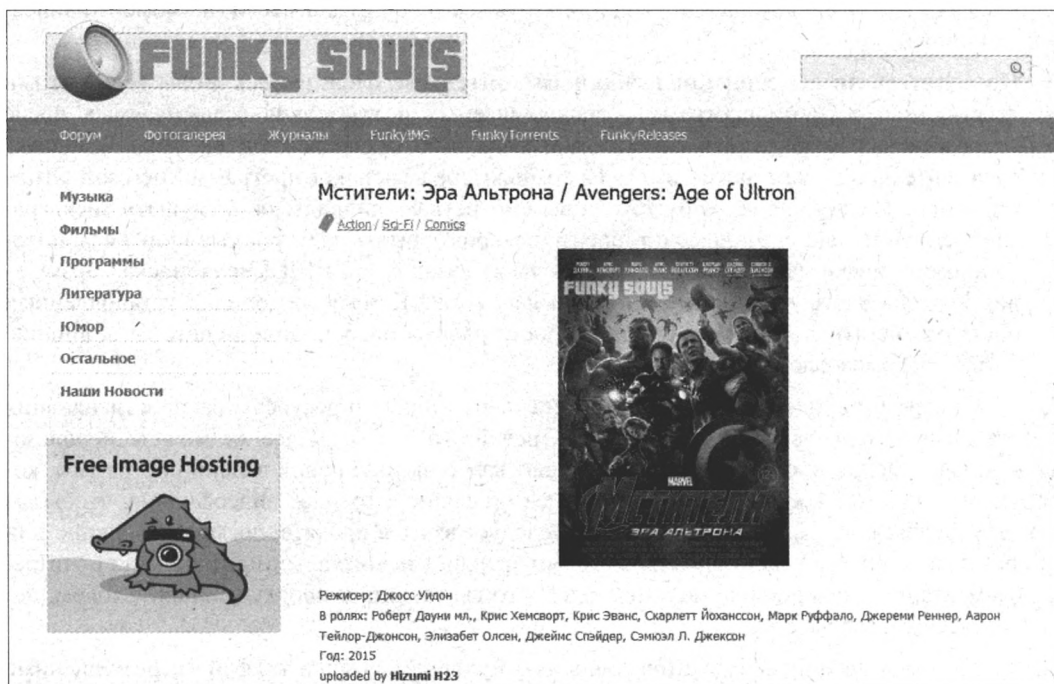 FUNKY SOULS
Форум Фотогалерея Журналы FunkyIMG FunkyTorrents FunkyReleases
Музыка
Фильмы
Программы
Литература
Юмор
Остальное
Наши Новости
Free Image Hosting
Мстители: Эра Альтрона / Avengers: Age of Ultron
Action / Sci-Fi / Comics
FUNKY SOULS
MARVEL
МСТИТЕЛИ
ЭРА АЛЬТРОНА
Режисер: Джосс Уидон
В ролях: Роберт Дауни мл., Крис Хемсворт, Крис Эванс, Скарлетт Йоханссон, Марк Руффало, Джереми Реннер, Аарон
Тейлор-Джонсон, Элизабет Олсен, Джеймс Спэйдер, Сэмюэл Л. Джексон
Год: 2015
uploaded by Hizumi H23